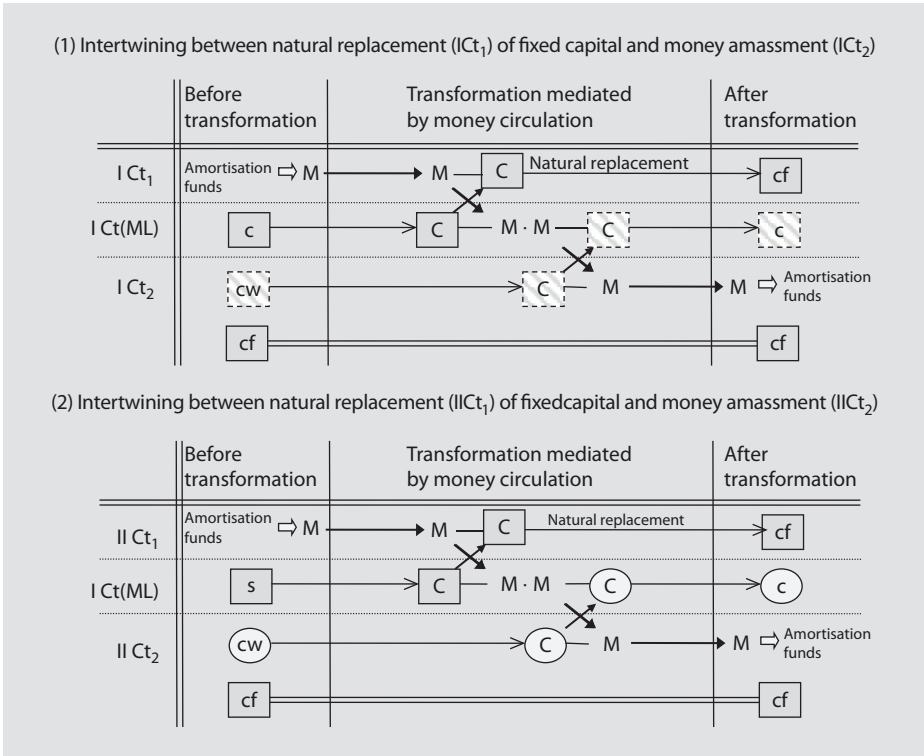 (1) Intertwining between natural replacement (ICt₁) of fixed capital and money amassment (ICt₂)
Before transformation
Transformation mediated by money circulation
After transformation
I Ct₁
Amortisation funds ⇨ M
M
C
Natural replacement
cf
I Ct(ML)
c
C
M · M
C
c
I Ct₂
cw
C
M
M ⇨ Amortisation funds
cf
cf
(2) Intertwining between natural replacement (IICt₁) of fixedcapital and money amassment (IICt₂)
Before transformation
Transformation mediated by money circulation
After transformation
II Ct₁
Amortisation funds ⇨ M
M
C
Natural replacement
cf
I Ct(ML)
s
C
M · M
C
c
II Ct₂
cw
C
M
M ⇨ Amortisation funds
cf
cf